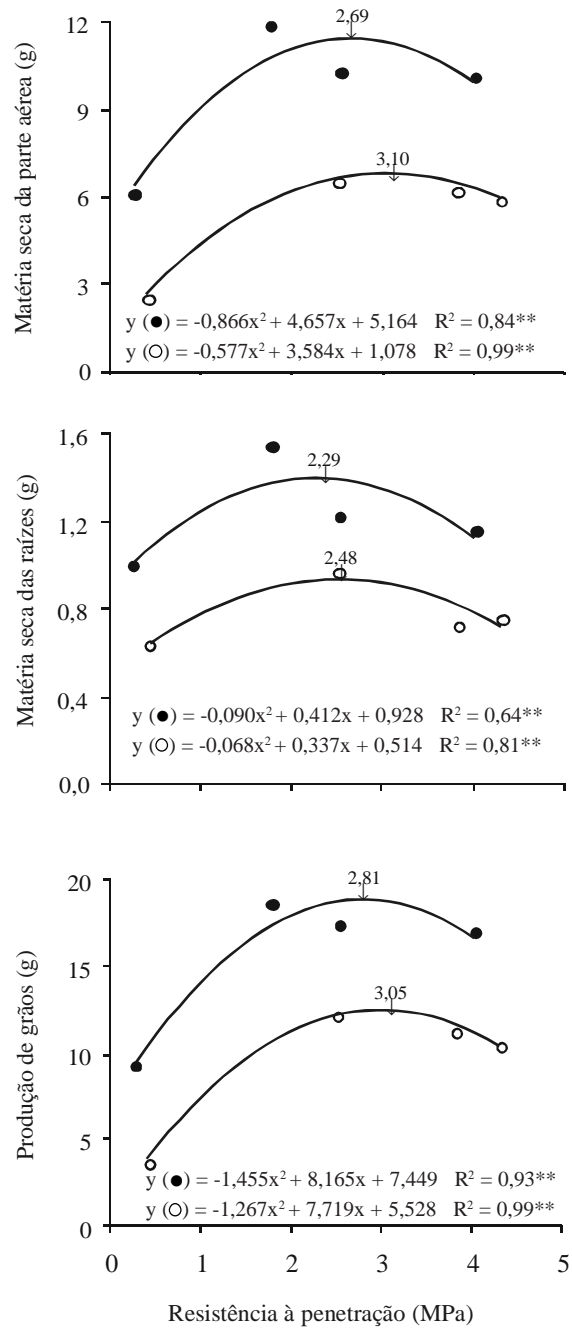 12
9
6
3
0
Matéria seca da parte aérea (g)
2,69
3,10
y (●) = -0,866x² + 4,657x + 5,164 R² = 0,84**
y (○) = -0,577x² + 3,584x + 1,078 R² = 0,99**
1,6
1,2
0,8
0,4
0,0
Matéria seca das raízes (g)
2,29
2,48
y (●) = -0,090x² + 0,412x + 0,928 R² = 0,64**
y (○) = -0,068x² + 0,337x + 0,514 R² = 0,81**
20
15
10
5
0
Produção de grãos (g)
2,81
3,05
y (●) = -1,455x² + 8,165x + 7,449 R² = 0,93**
y (○) = -1,267x² + 7,719x + 5,528 R² = 0,99**
0 1 2 3 4 5
Resistência à penetração (MPa)